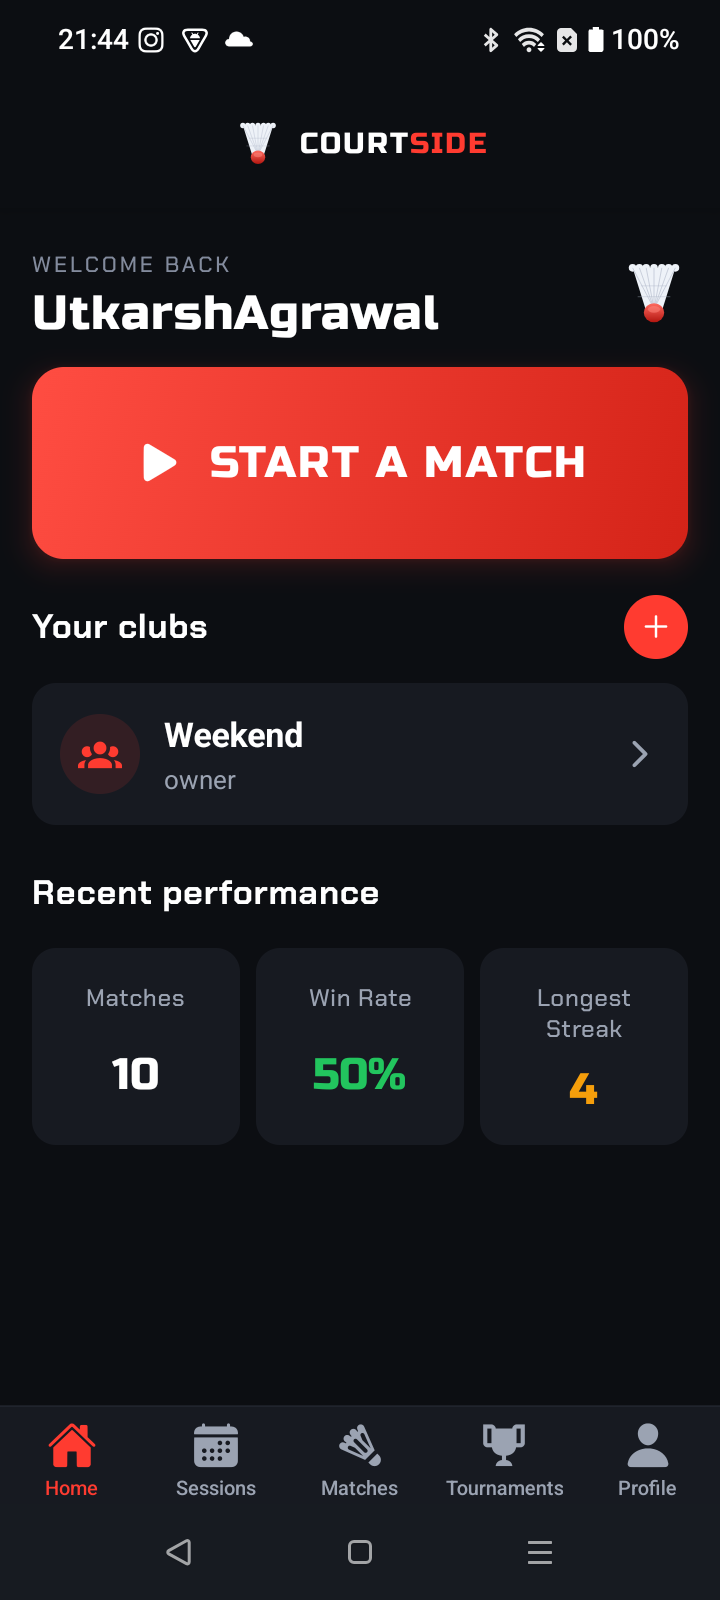 21:44
100%
COURTSIDE
WELCOME BACK
UtkarshAgrawal
START A MATCH
Your clubs
Weekend
owner
Recent performance
Matches
10
Win Rate
50%
Longest
Streak
4
Home
Sessions
Matches
Tournaments
Profile